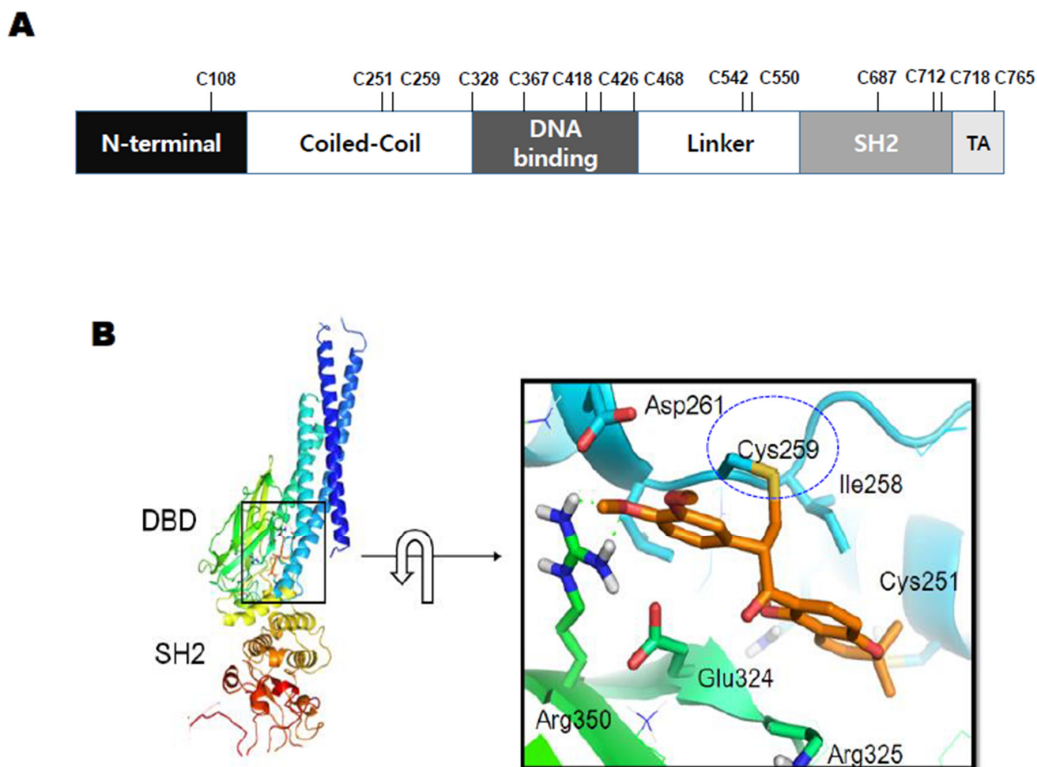 A
C108 C251 C259 C328 C367 C418 C426 C468 C542 C550 C687 C712 C718 C765
N-terminal Coiled-Coil DNA binding Linker SH2 TA
B
DBD
SH2
Asp261
Cys259
Ile258
Cys251
Glu324
Arg350
Arg325